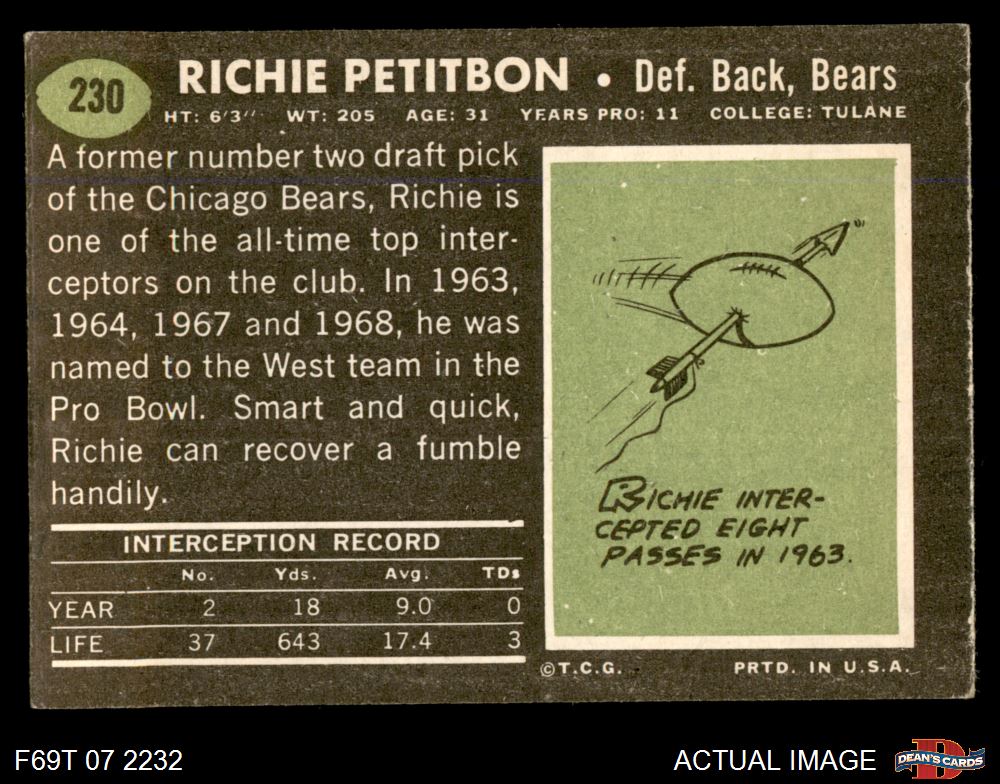 230
RICHIE PETITBON • Def. Back, Bears
HT: 6'3" WT: 205 AGE: 31 YEARS PRO: 11 COLLEGE: TULANE
A former number two draft pick
of the Chicago Bears, Richie is
one of the all-time top inter-
ceptors on the club. In 1963,
1964, 1967 and 1968, he was
named to the West team in the
Pro Bowl. Smart and quick,
Richie can recover a fumble
handily.
INTERCEPTION RECORD
No. Yds. Avg. TDs
YEAR 2 18 9.0 0
LIFE 37 643 17.4 3
RICHIE INTER-
CEPTED EIGHT
PASSES IN 1963.
©T.C.G. PRTD. IN U.S.A.
F69T 07 2232 ACTUAL IMAGE
D
DEAN'S CARDS